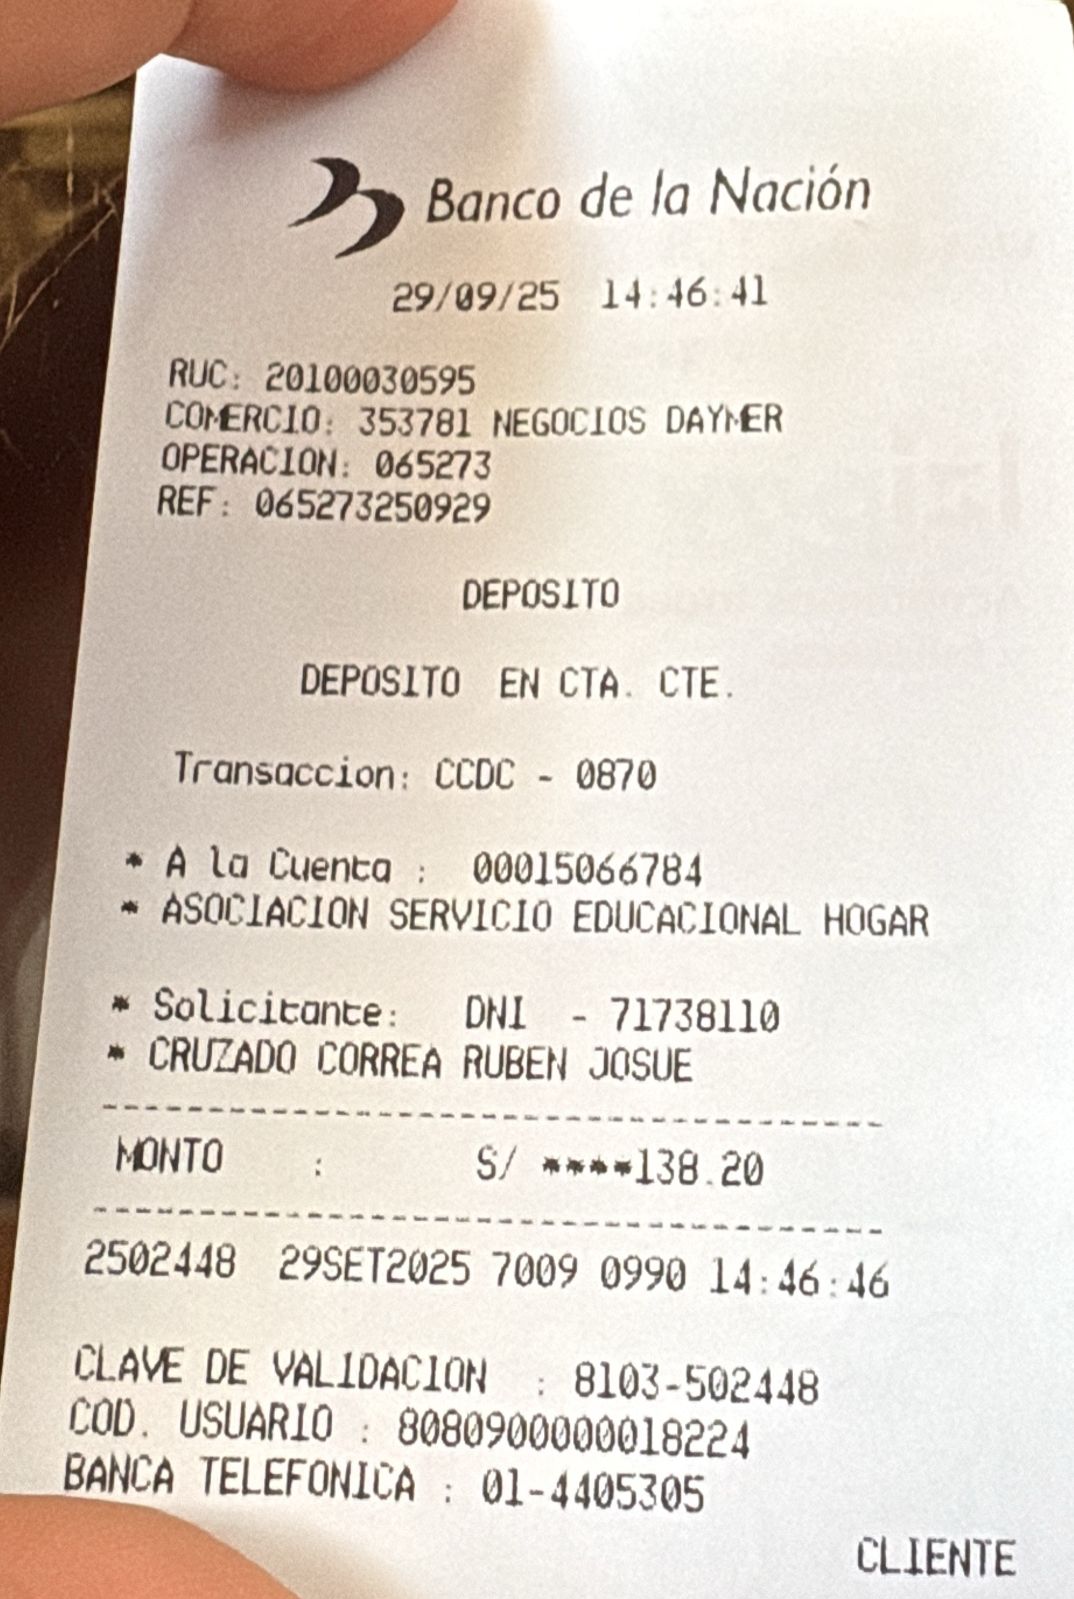 Banco de la Nación
29/09/25 14:46:41
RUC: 20100030595
COMERCIO: 353781 NEGOCIOS DAYMER
OPERACION: 065273
REF: 065273250929
DEPOSITO
DEPOSITO EN CTA. CTE.
Transaccion: CCDC - 0870
* A la Cuenta : 00015066784
* ASOCIACION SERVICIO EDUCACIONAL HOGAR
* Solicitante: DNI - 71738110
* CRUZADO CORREA RUBEN JOSUE
---------------------------------
MONTO : S/ ****138.20
---------------------------------
2502448 29SET2025 7009 0990 14:46:46
CLAVE DE VALIDACION : 8103-502448
COD. USUARIO : 8080900000018224
BANCA TELEFONICA : 01-4405305
CLIENTE